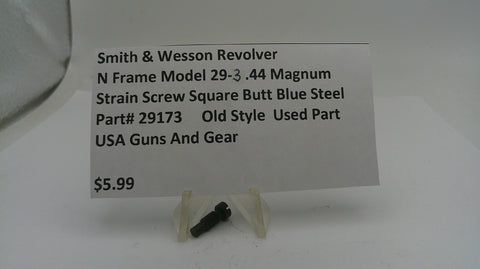 Smith & Wesson Revolver
N Frame Model 29-3 .44 Magnum
Strain Screw Square Butt Blue Steel
Part# 29173 Old Style Used Part
USA Guns And Gear
$5.99